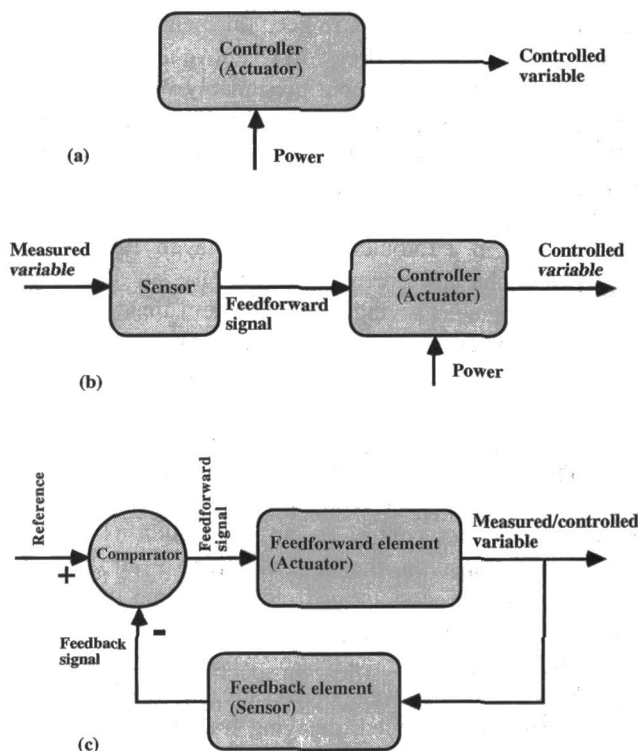 Controller
(Actuator)
Controlled
variable
Power
(a)
Measured
variable
Sensor
Feedforward
signal
Controller
(Actuator)
Controlled
variable
Power
(b)
Reference
+
Comparator
Feedforward
signal
Feedforward element
(Actuator)
Measured/controlled
variable
-
Feedback
signal
Feedback element
(Sensor)
(c)